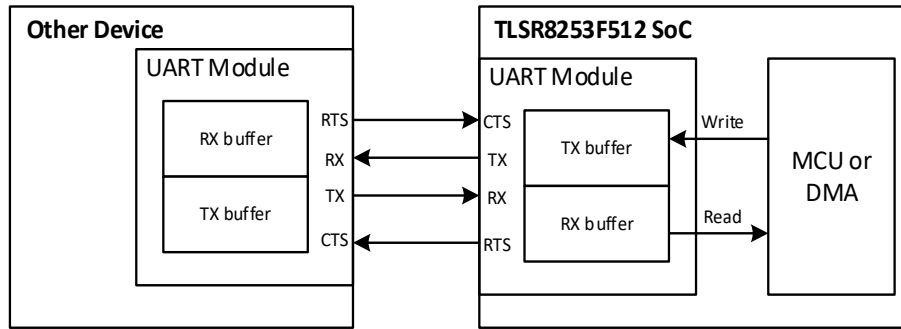 Other Device
UART Module
RX buffer
TX buffer
RTS
RX
TX
CTS
TLSR8253F512 SoC
UART Module
CTS
TX
RX
RTS
TX buffer
RX buffer
Write
Read
MCU or
DMA